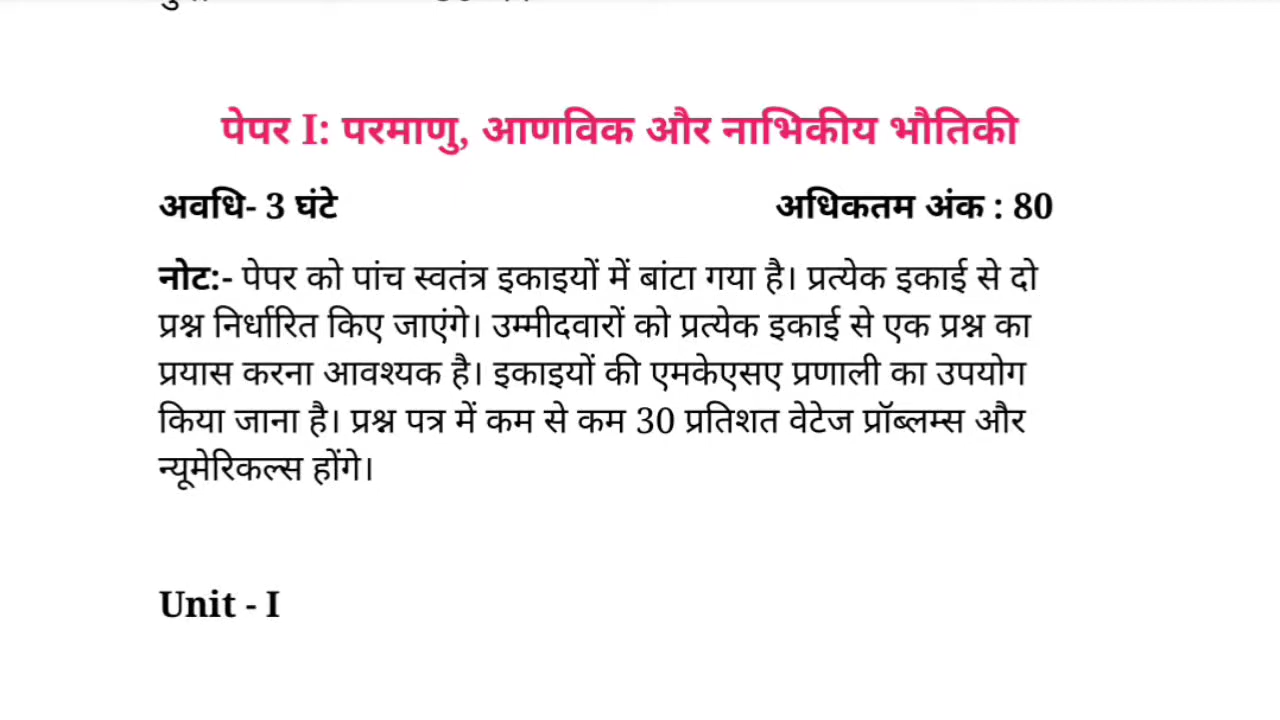 पेपर I: परमाणु, आणविक और नाभिकीय भौतिकी
अवधि- 3 घंटे अधिकतम अंक : 80
नोट:- पेपर को पांच स्वतंत्र इकाइयों में बांटा गया है। प्रत्येक इकाई से दो
प्रश्न निर्धारित किए जाएंगे। उम्मीदवारों को प्रत्येक इकाई से एक प्रश्न का
प्रयास करना आवश्यक है। इकाइयों की एमकेएसए प्रणाली का उपयोग
किया जाना है। प्रश्न पत्र में कम से कम 30 प्रतिशत वेटेज प्रॉब्लम्स और
न्यूमेरिकल्स होंगे।
Unit - I